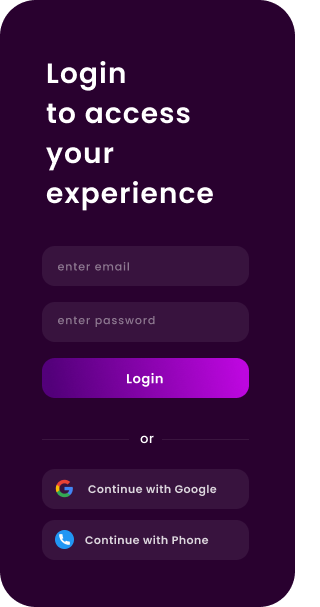 Login
to access
your
experience
enter email
enter password
Login
or
Continue with Google
Continue with Phone